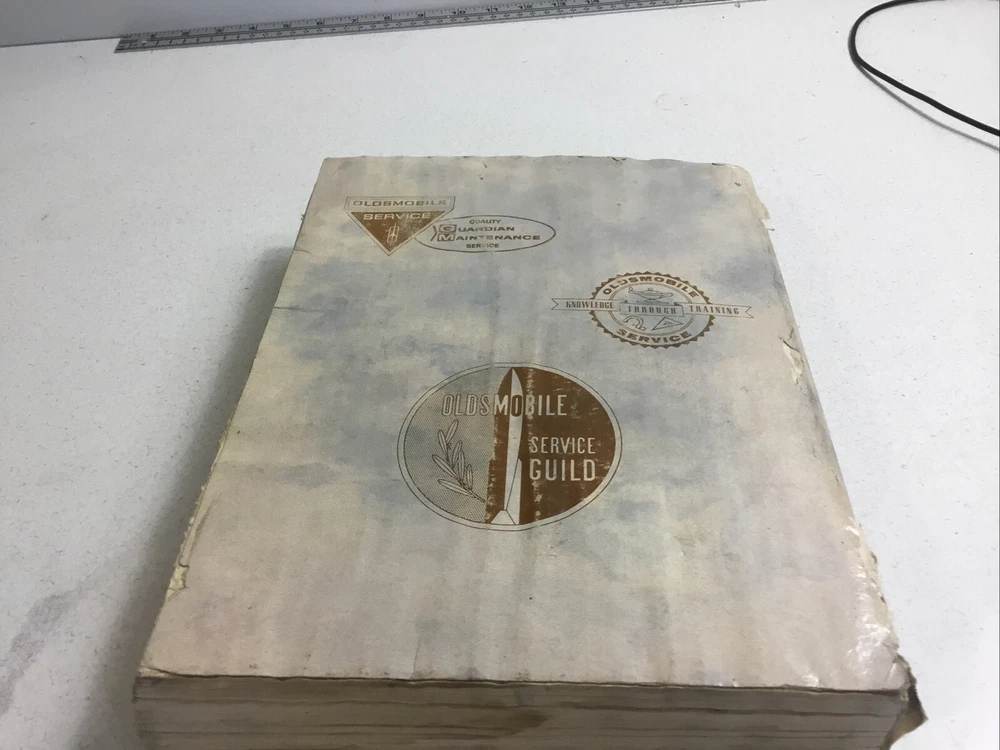 OLDSMOBILE
SERVICE
QUALITY
GUARDIAN
MAINTENANCE
SERVICE
OLDSMOBILE
KNOWLEDGE THROUGH TRAINING
SERVICE
OLDSMOBILE
SERVICE
GUILD